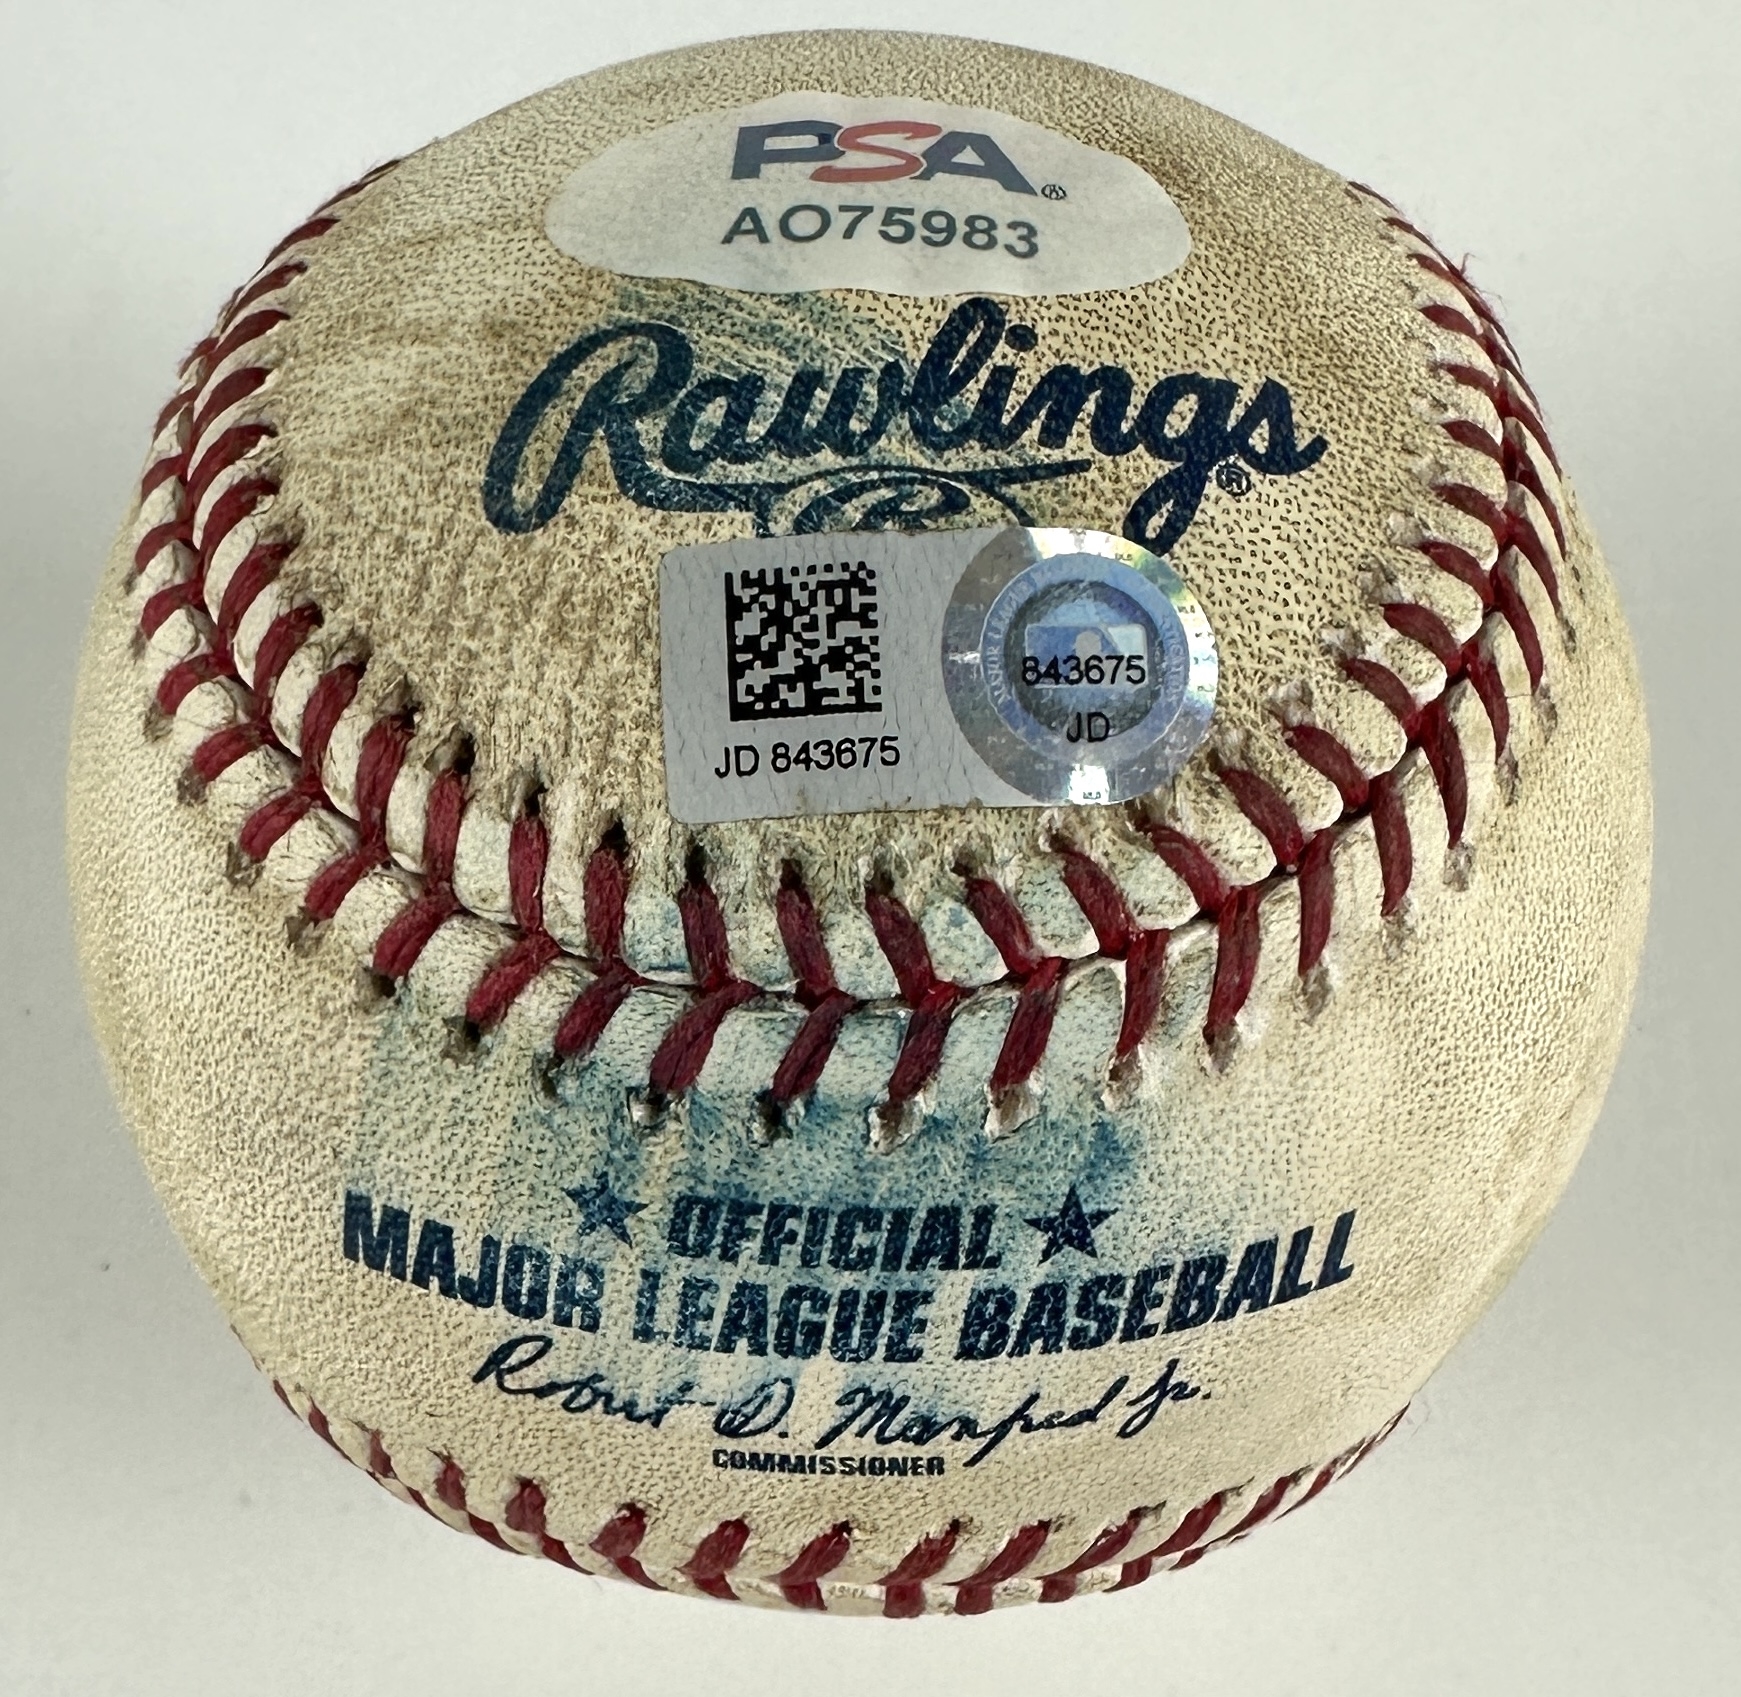 PSA®
AO75983
Rawlings®
R
843675
JD
JD 843675
★ OFFICIAL ★
MAJOR LEAGUE BASEBALL
Robert D. Manfred Jr.
COMMISSIONER